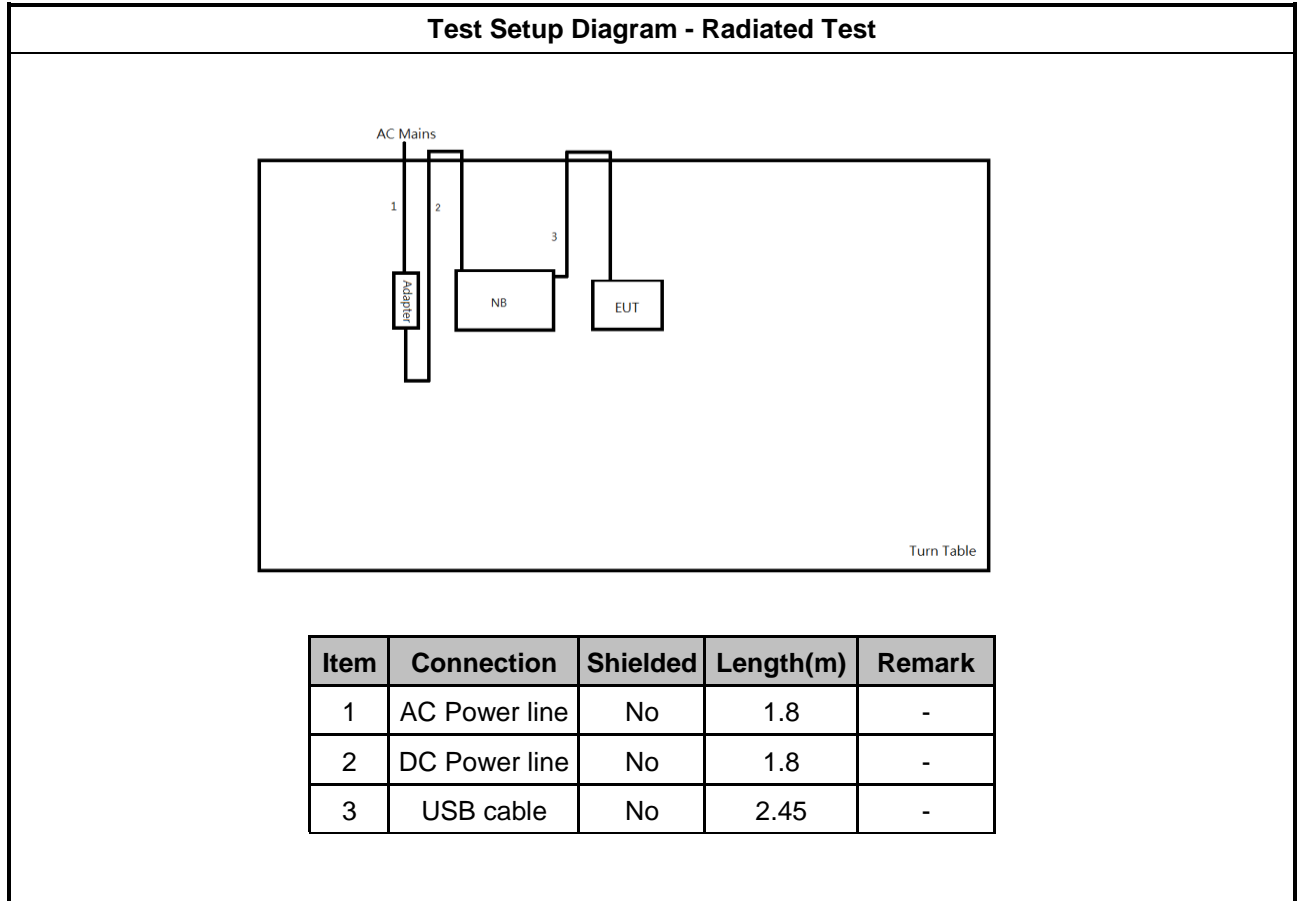 Test Setup Diagram - Radiated Test
AC Mains
1
2
3
Adapter
NB
EUT
Turn Table
Item Connection Shielded Length(m) Remark
1 AC Power line No 1.8 -
2 DC Power line No 1.8 -
3 USB cable No 2.45 -